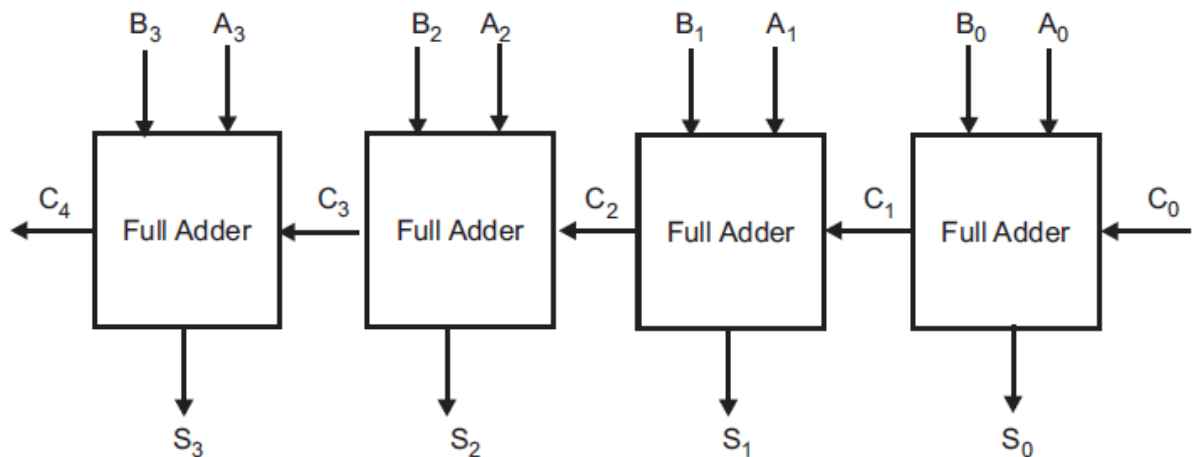 B₃ A₃ B₂ A₂ B₁ A₁ B₀ A₀
C₄ Full Adder C₃ Full Adder C₂ Full Adder C₁ Full Adder C₀
S₃ S₂ S₁ S₀